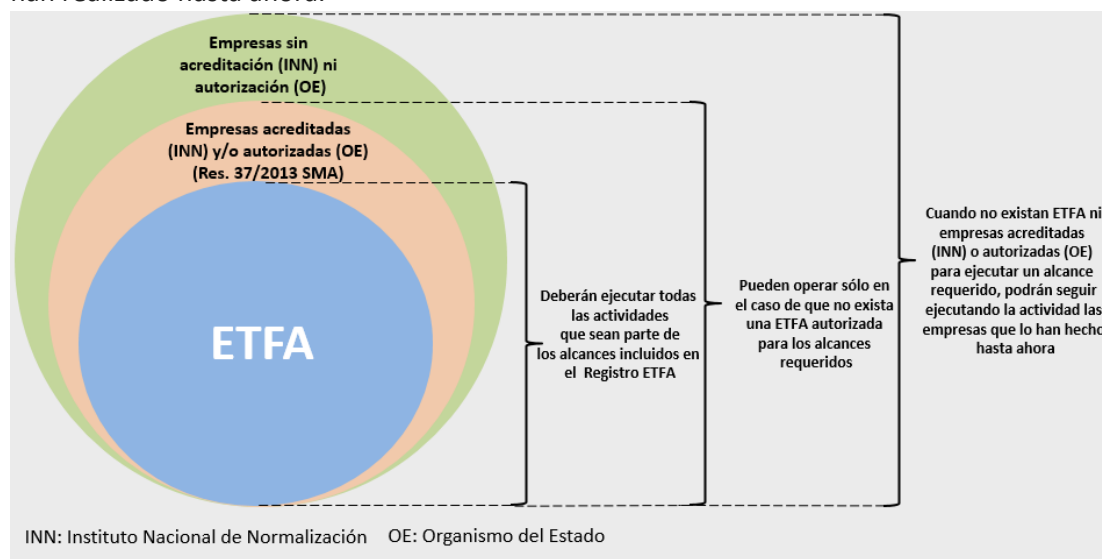 han realizado hasta ahora.
Empresas sin
acreditación (INN) ni
autorización (OE)
Empresas acreditadas
(INN) y/o autorizadas (OE)
(Res. 37/2013 SMA)
ETFA
Deberán ejecutar todas
las actividades
que sean parte de
los alcances incluidos en
el Registro ETFA
Pueden operar sólo en
el caso de que no exista
una ETFA autorizada
para los alcances
requeridos
Cuando no existan ETFA ni
empresas acreditadas
(INN) o autorizadas (OE)
para ejecutar un alcance
requerido, podrán seguir
ejecutando la actividad las
empresas que lo han hecho
hasta ahora
INN: Instituto Nacional de Normalización OE: Organismo del Estado